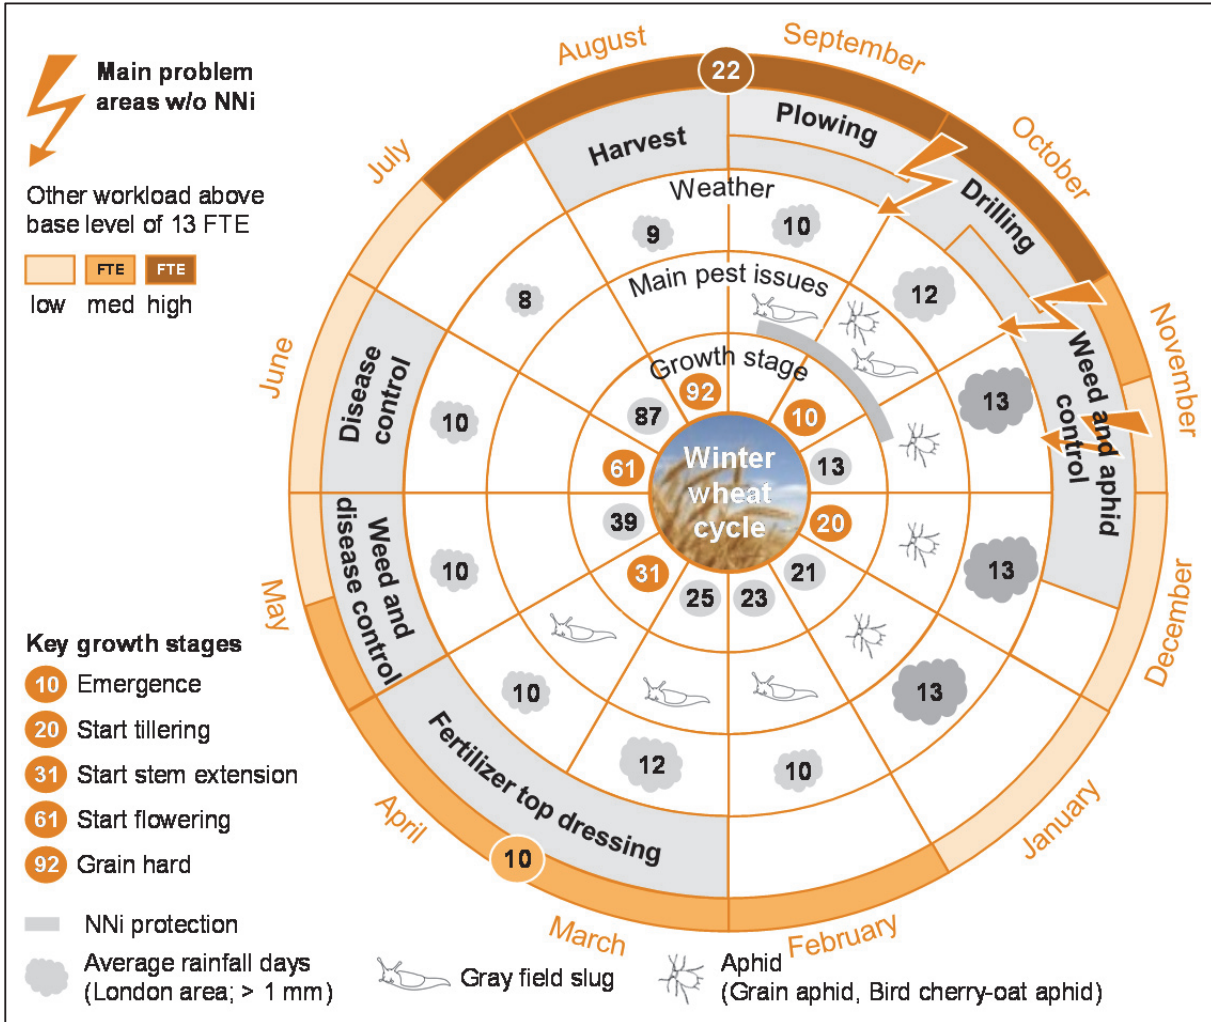 Main problem
areas w/o NNi
Other workload above
base level of 13 FTE
FTE
FTE
low
med
high
August
September
October
November
December
January
February
March
April
May
June
July
22
10
Harvest
Plowing
Drilling
Weed and aphid
control
Fertilizer top dressing
Weed and
disease control
Disease
control
Weather
9
10
12
13
13
13
10
12
10
10
10
8
Main pest issues
Growth stage
92
10
13
20
21
23
25
31
39
61
87
Winter
wheat
cycle
Key growth stages
10 Emergence
20 Start tillering
31 Start stem extension
61 Start flowering
92 Grain hard
NNi protection
Average rainfall days
(London area; > 1 mm)
Gray field slug
Aphid
(Grain aphid, Bird cherry-oat aphid)